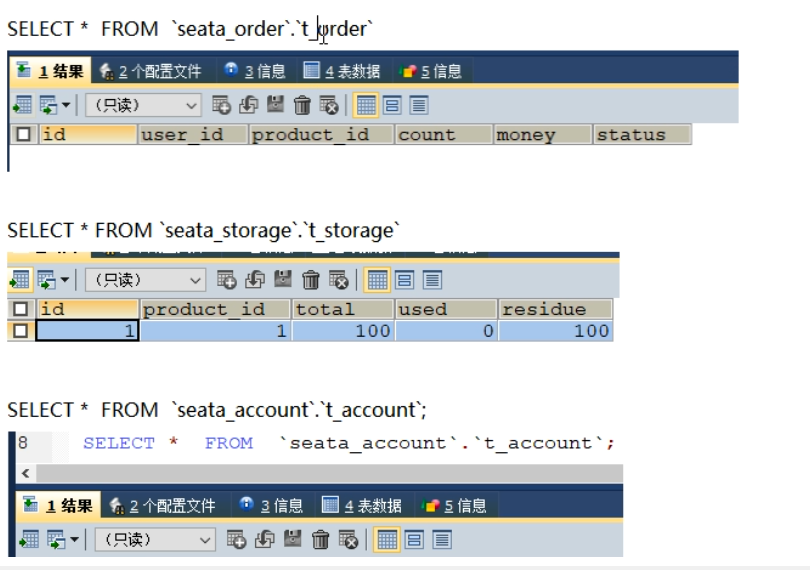 SELECT * FROM `seata_order`.`t_order`
1 结果 2 个配置文件 3 信息 4 表数据 5 信息
(只读)
id user_id product_id count money status
SELECT * FROM `seata_storage`.`t_storage`
(只读)
id product_id total used residue
1 1 100 0 100
SELECT * FROM `seata_account`.`t_account`;
8 SELECT * FROM `seata_account`.`t_account`;
1 结果 2 个配置文件 3 信息 4 表数据 5 信息
(只读)